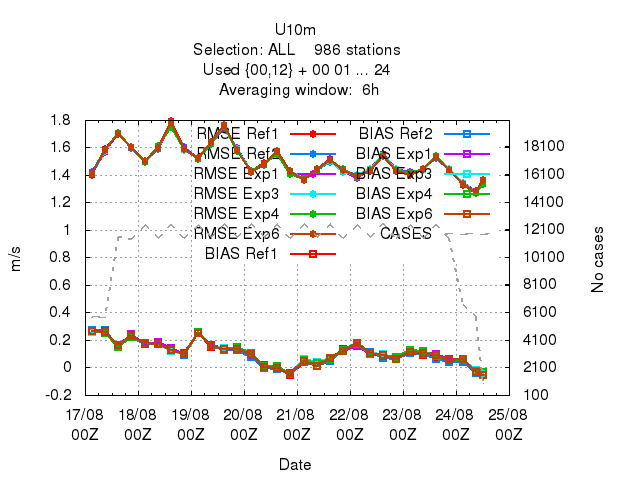 U10m
Selection: ALL 986 stations
Used {00,12} + 00 01 ... 24
Averaging window: 6h
1.8
1.6
1.4
1.2
1
0.8
0.6
0.4
0.2
0
-0.2
m/s
RMSE Ref1
RMSE Ref2
RMSE Exp1
RMSE Exp3
RMSE Exp4
RMSE Exp6
BIAS Ref1
BIAS Ref2
BIAS Exp1
BIAS Exp3
BIAS Exp4
BIAS Exp6
CASES
18100
16100
14100
12100
10100
8100
6100
4100
2100
100
No cases
17/08 18/08 19/08 20/08 21/08 22/08 23/08 24/08 25/08
00Z 00Z 00Z 00Z 00Z 00Z 00Z 00Z 00Z
Date